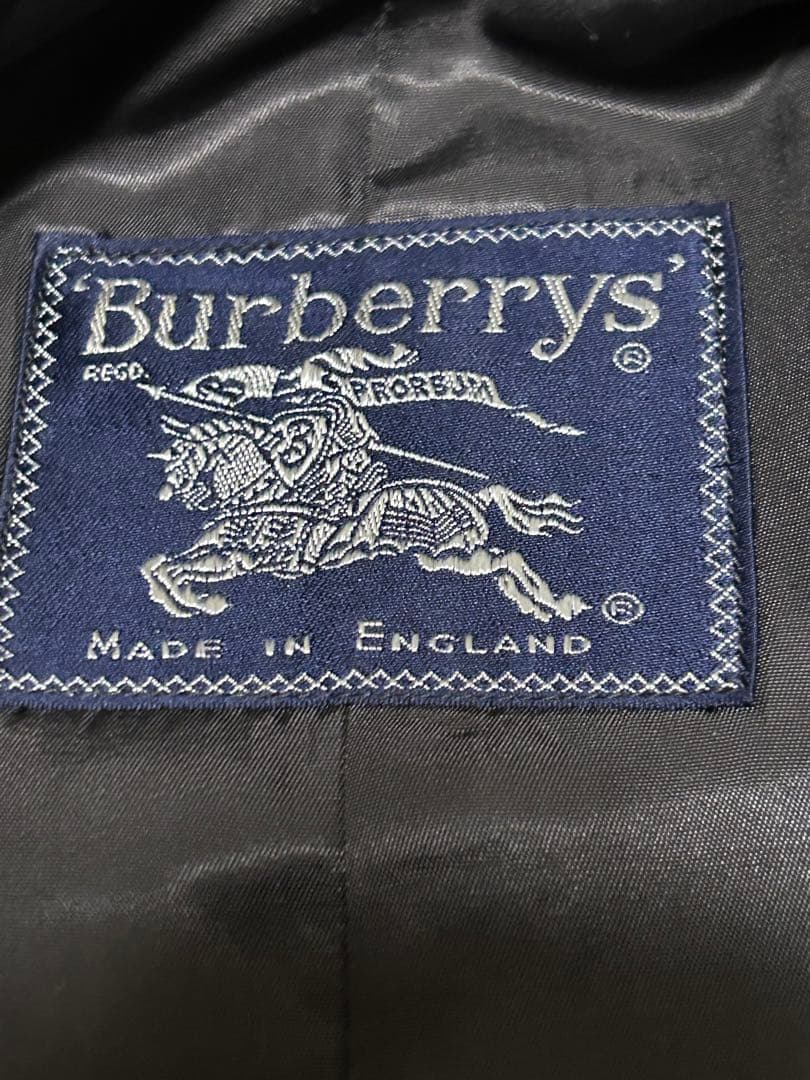 'Burberrys'
REGD. ®
PRORSUM
®
MADE IN ENGLAND